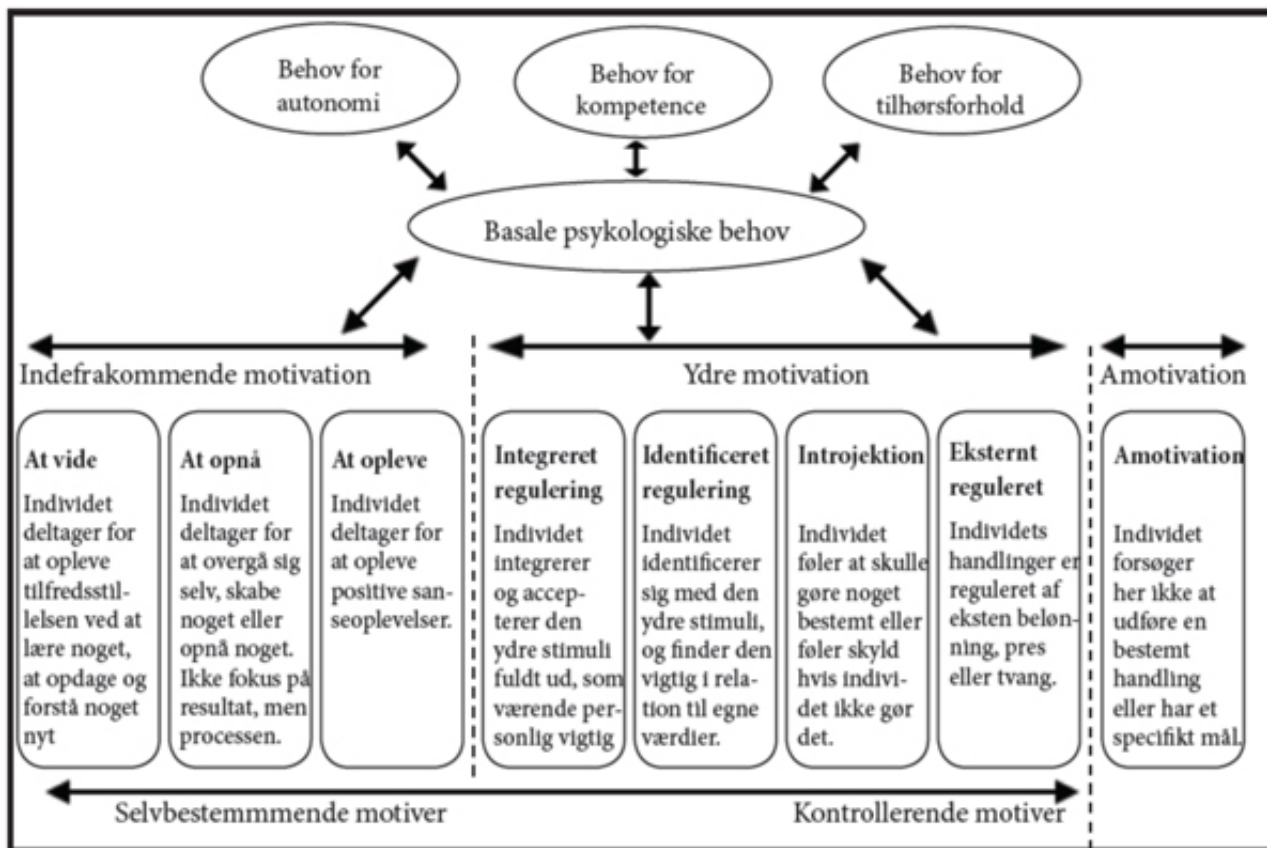 Behov for
autonomi
Behov for
kompetence
Behov for
tilhørsforhold
Basale psykologiske behov
Indefrakommende motivation
Ydre motivation
Amotivation
At vide
Individet
deltager for
at opleve
tilfredsstil-
lelsen ved at
lære noget,
at opdage og
forstå noget
nyt
At opnå
Individet
deltager for
at overgå sig
selv, skabe
noget eller
opnå noget.
Ikke fokus på
resultat, men
processen.
At opleve
Individet
deltager for
at opleve
positive san-
seoplevelser.
Integreret
regulering
Individet
integrerer
og accep-
terer den
ydre stimuli
fuldt ud, som
værende per-
sonlig vigtig
Identificeret
regulering
Individet
identificerer
sig med den
ydre stimuli,
og finder den
vigtig i rela-
tion til egne
værdier.
Introjektion
Individet
føler at skulle
gøre noget
bestemt eller
føler skyld
hvis indivi-
det ikke gør
det.
Eksternt
reguleret
Individets
handlinger er
reguleret af
eksten beløn-
ning, pres
eller tvang.
Amotivation
Individet
forsøger
her ikke at
udføre en
bestemt
handling
eller har et
specifikt mål.
Selvbestemmmende motiver
Kontrollerende motiver